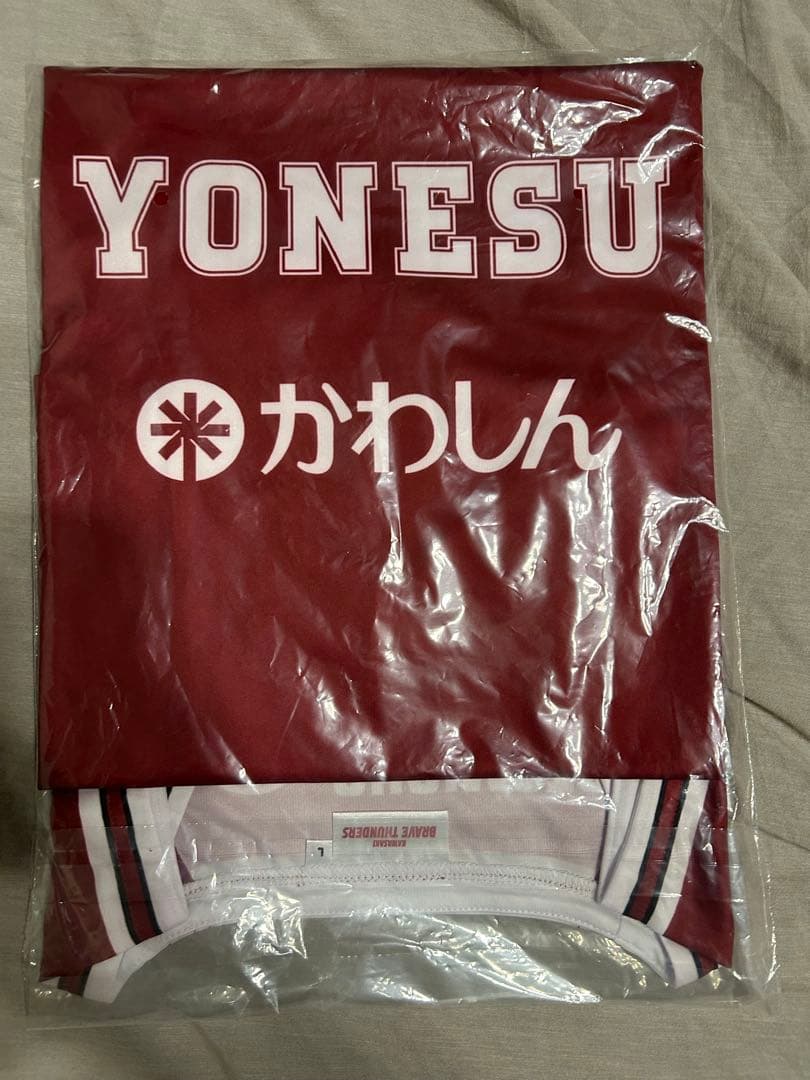 YONESU
かわしん
KAWASAKI
BRAVE THUNDERS
L